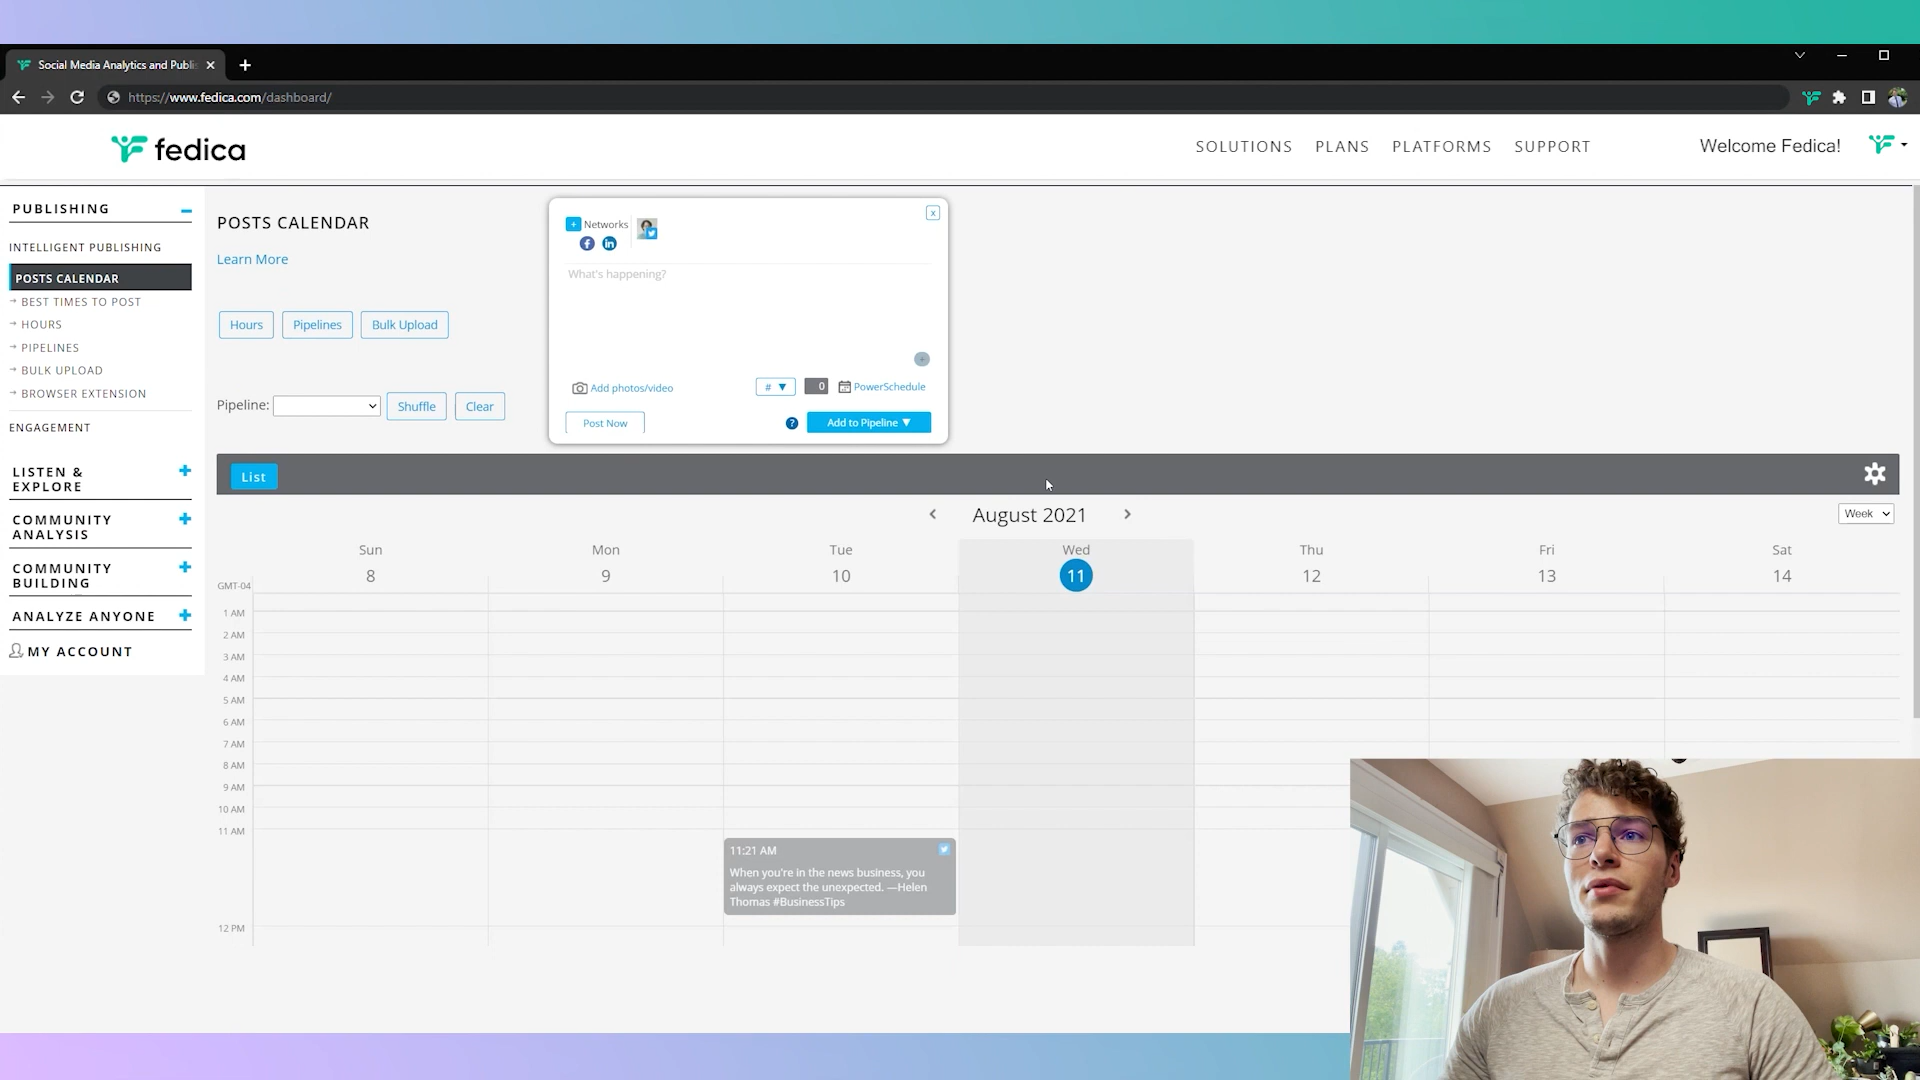 Social Media Analytics and Publis
https://www.fedica.com/dashboard/
fedica
SOLUTIONS PLANS PLATFORMS SUPPORT
Welcome Fedica!
PUBLISHING
INTELLIGENT PUBLISHING
POSTS CALENDAR
BEST TIMES TO POST
HOURS
PIPELINES
BULK UPLOAD
BROWSER EXTENSION
ENGAGEMENT
LISTEN &
EXPLORE
COMMUNITY
ANALYSIS
COMMUNITY
BUILDING
ANALYZE ANYONE
MY ACCOUNT
POSTS CALENDAR
Learn More
Hours Pipelines Bulk Upload
Pipeline: Shuffle Clear
x
+ Networks
What's happening?
Add photos/video # ▼ 0 PowerSchedule
Post Now ? Add to Pipeline ▼
List
< August 2021 > Week
Sun Mon Tue Wed Thu Fri Sat
8 9 10 11 12 13 14
GMT-04
1 AM
2 AM
3 AM
4 AM
5 AM
6 AM
7 AM
8 AM
9 AM
10 AM
11 AM
11:21 AM
When you're in the news business, you
always expect the unexpected. —Helen
Thomas #BusinessTips
12 PM